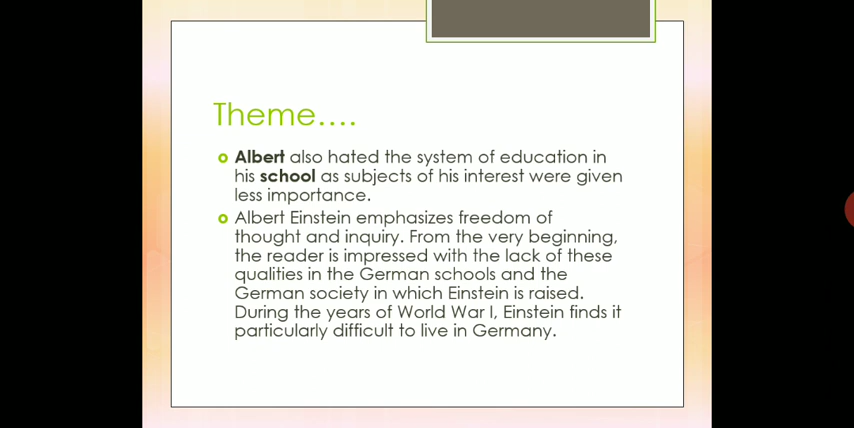 Theme....
Albert also hated the system of education in
his school as subjects of his interest were given
less importance.
Albert Einstein emphasizes freedom of
thought and inquiry. From the very beginning,
the reader is impressed with the lack of these
qualities in the German schools and the
German society in which Einstein is raised.
During the years of World War I, Einstein finds it
particularly difficult to live in Germany.